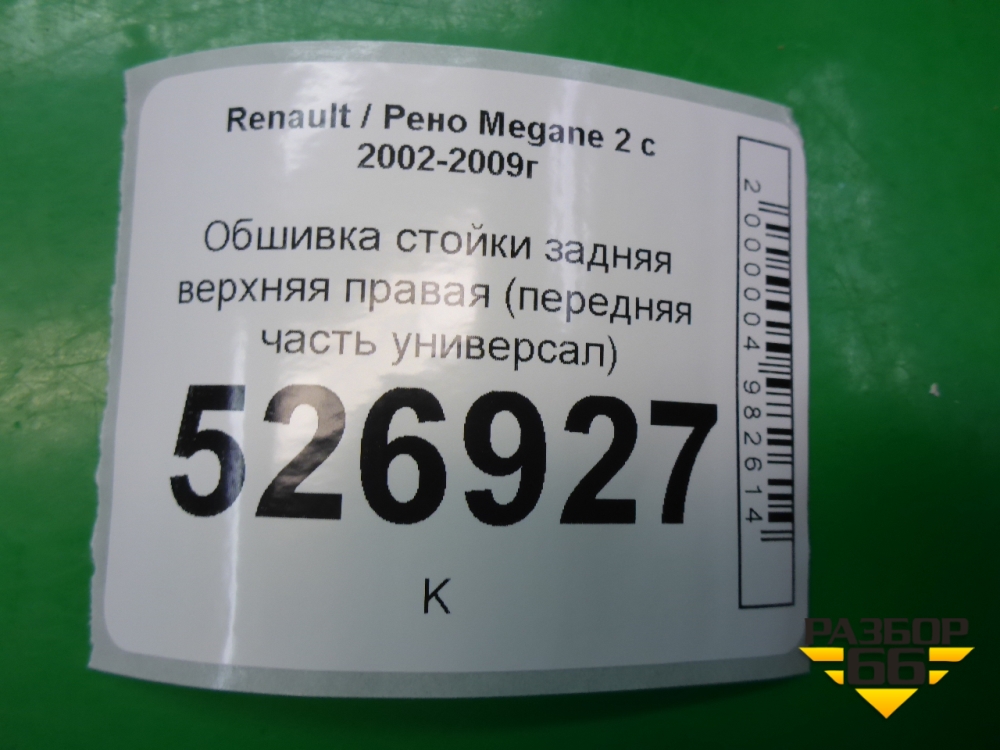 Renault / Рено Megane 2 с
2002-2009г
Обшивка стойки задняя
верхняя правая (передняя
часть универсал)
526927
К
2000004982614
РАЗБОР
66